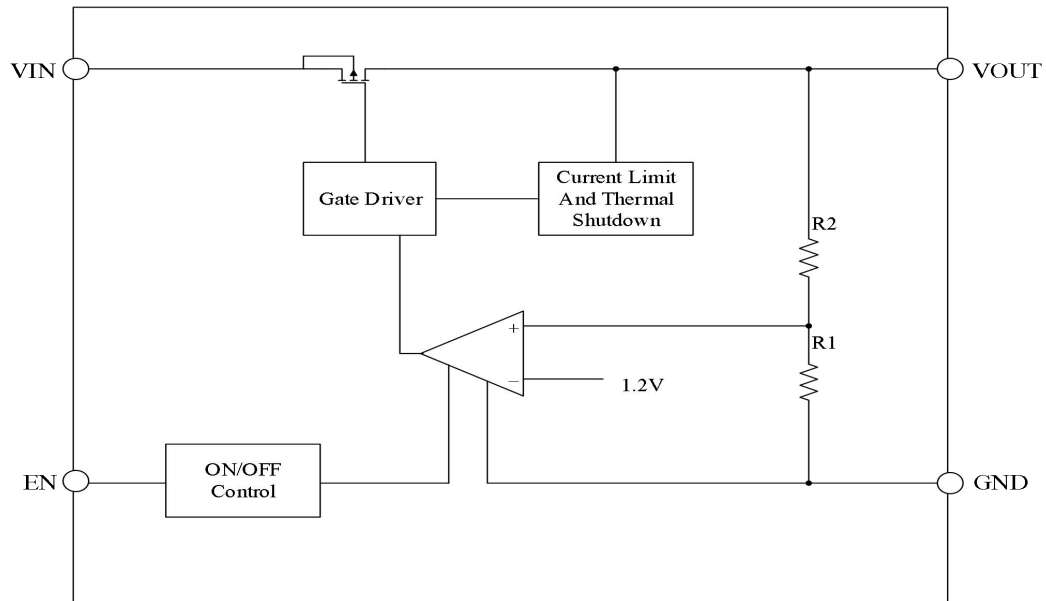 VIN
VOUT
Gate Driver
Current Limit
And Thermal
Shutdown
R2
+
R1
−
1.2V
ON/OFF
Control
EN
GND